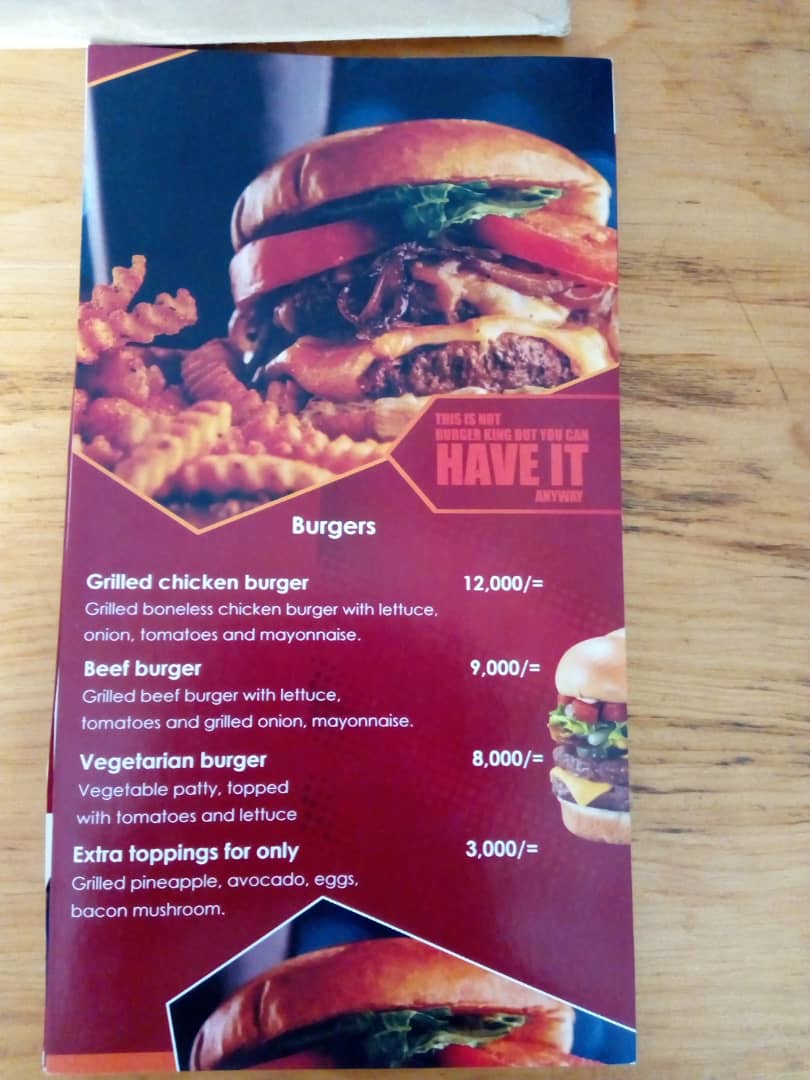 THIS IS NOT
BURGER KING BUT YOU CAN
HAVE IT
ANYWAY
Burgers
Grilled chicken burger 12,000/=
Grilled boneless chicken burger with lettuce,
onion, tomatoes and mayonnaise.
Beef burger 9,000/=
Grilled beef burger with lettuce,
tomatoes and grilled onion, mayonnaise.
Vegetarian burger 8,000/=
Vegetable patty, topped
with tomatoes and lettuce
Extra toppings for only 3,000/=
Grilled pineapple, avocado, eggs,
bacon mushroom.